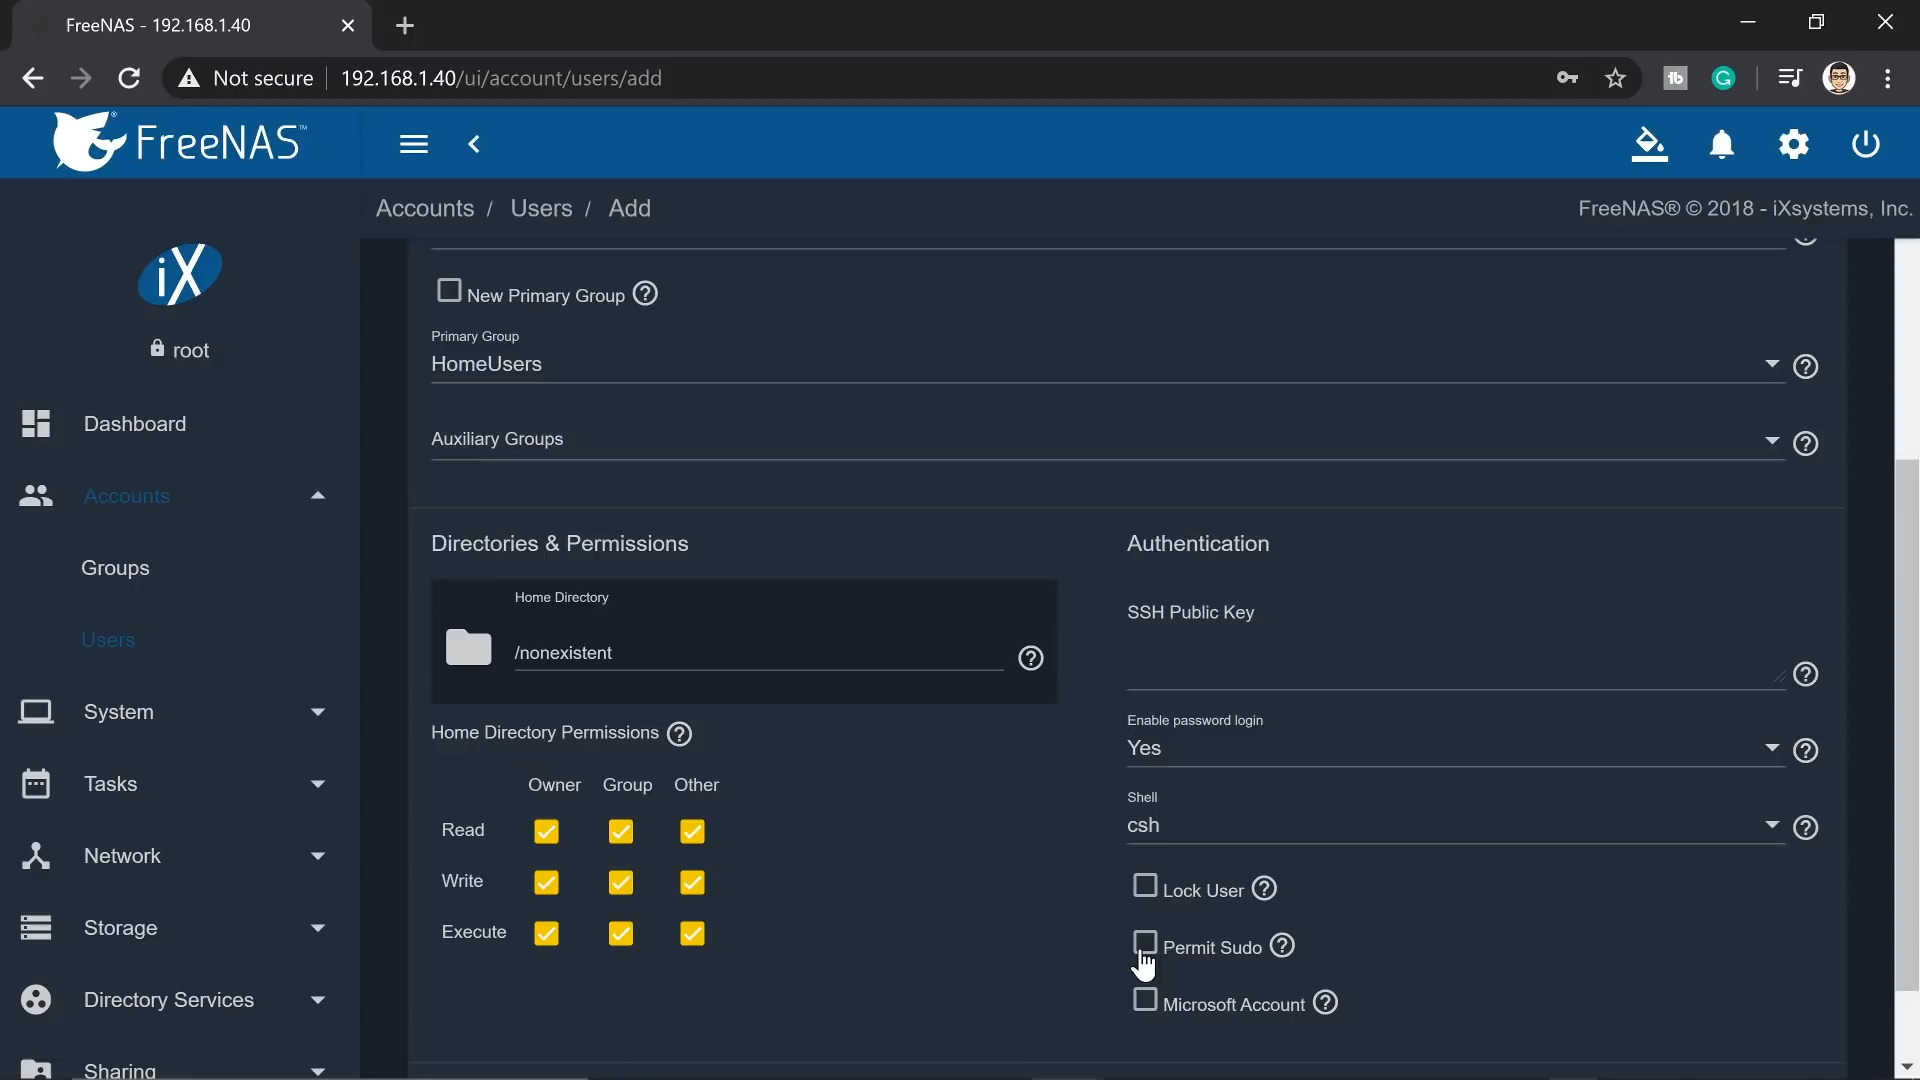 FreeNAS - 192.168.1.40
Not secure
192.168.1.40/ui/account/users/add
tb
G
FreeNAS™
Accounts / Users / Add
FreeNAS® © 2018 - iXsystems, Inc.
iX
root
Dashboard
Accounts
Groups
Users
System
Tasks
Network
Storage
Directory Services
Sharing
New Primary Group
Primary Group
HomeUsers
Auxiliary Groups
Directories & Permissions
Home Directory
/nonexistent
Home Directory Permissions
Owner Group Other
Read
Write
Execute
Authentication
SSH Public Key
Enable password login
Yes
Shell
csh
Lock User
Permit Sudo
Microsoft Account